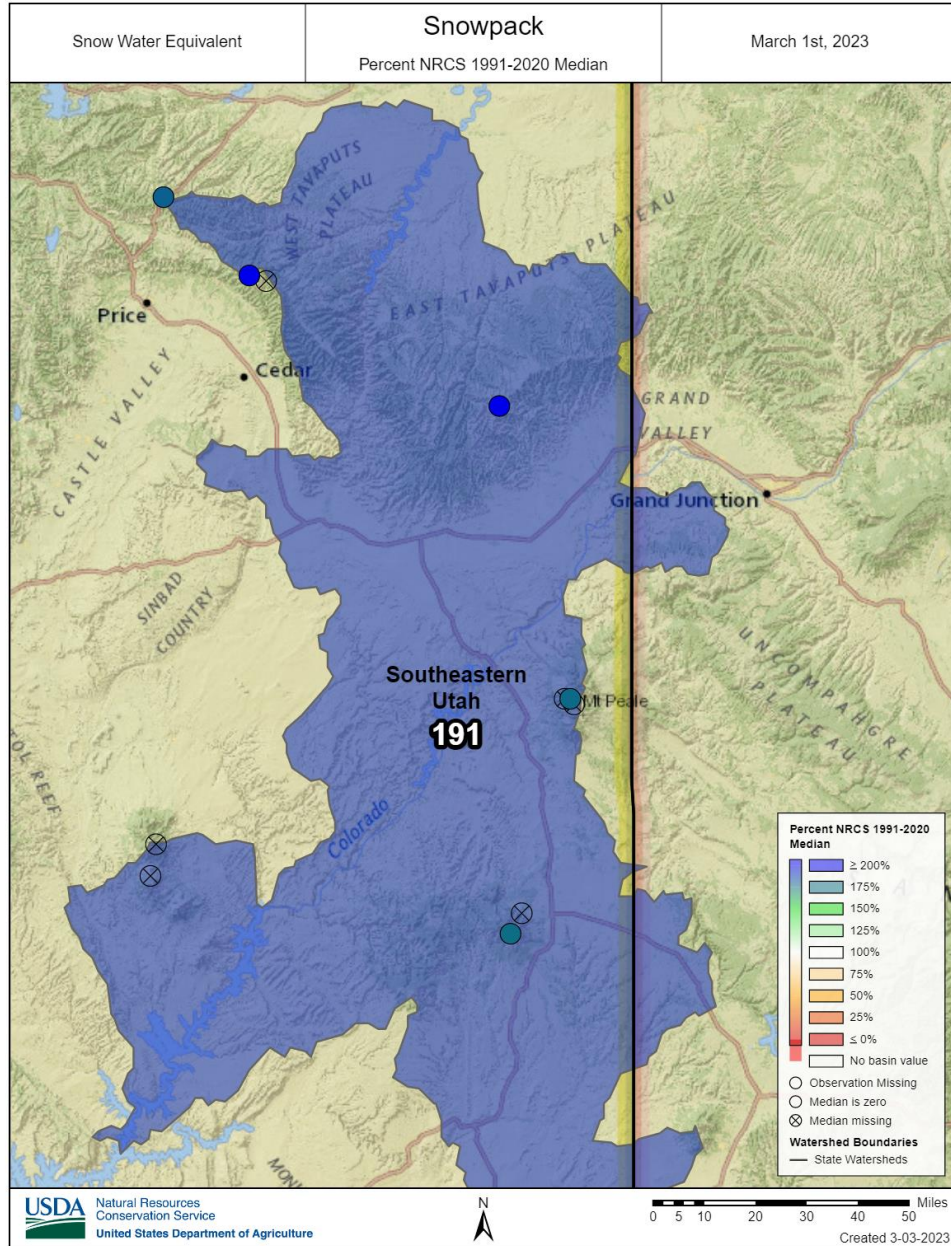 Snow Water Equivalent
Snowpack
Percent NRCS 1991-2020 Median
March 1st, 2023
WEST TAVAPUTS
PLATEAU
EAST TAVAPUTS PLATEAU
Price
Cedar
CASTLE VALLEY
GRAND
VALLEY
Grand Junction
SINBAD
COUNTRY
UNCOMPAHGRE
PLATEAU
Southeastern
Utah
191
Mt Peale
REEF
Colorado
Percent NRCS 1991-2020
Median
≥ 200%
175%
150%
125%
100%
75%
50%
25%
≤ 0%
No basin value
Observation Missing
Median is zero
Median missing
Watershed Boundaries
State Watersheds
USDA
Natural Resources
Conservation Service
United States Department of Agriculture
N
Miles
0 5 10 20 30 40 50
Created 3-03-2023